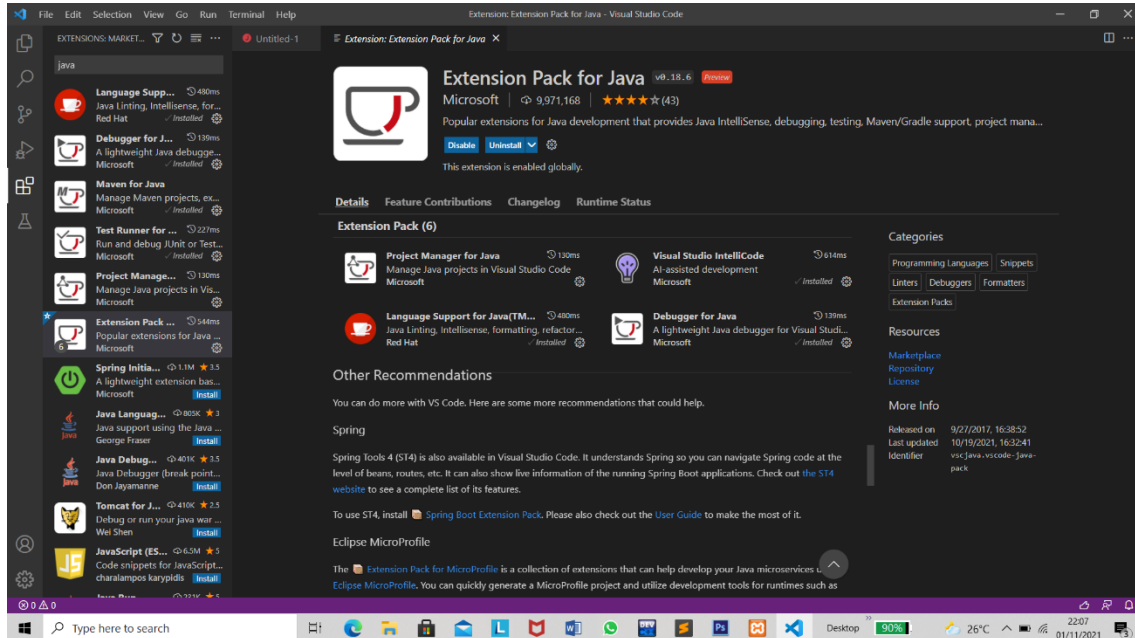 File Edit Selection View Go Run Terminal Help
Extension: Extension Pack for Java - Visual Studio Code
EXTENSIONS: MARKET...
java
Language Supp... 480ms
Java Linting, Intellisense, for...
Red Hat Installed
Debugger for J... 139ms
A lightweight Java debugge...
Microsoft Installed
Maven for Java
Manage Maven projects, ex...
Microsoft Installed
Test Runner for ... 227ms
Run and debug JUnit or Test...
Microsoft Installed
Project Manage... 130ms
Manage Java projects in Vis...
Microsoft
Extension Pack ... 544ms
Popular extensions for Java ...
6
Microsoft
Spring Initia... 1.1M ★ 3.5
A lightweight extension bas...
Microsoft Install
Java Languag... 805K ★ 3
Java support using the Java ...
George Fraser Install
Java Debug... 401K ★ 3.5
Java Debugger (break point...
Don Jayamanne Install
Tomcat for J... 410K ★ 2.5
Debug or run your java war ...
Wei Shen Install
JavaScript (ES... 6.5M ★ 5
Code snippets for JavaScript...
charalampos karypidis Install
Untitled-1
Extension: Extension Pack for Java
Extension Pack for Java v0.18.6 Preview
Microsoft | 9,971,168 | ★★★★☆(43)
Popular extensions for Java development that provides Java IntelliSense, debugging, testing, Maven/Gradle support, project mana...
Disable Uninstall
This extension is enabled globally.
Details Feature Contributions Changelog Runtime Status
Extension Pack (6)
Project Manager for Java 130ms
Manage Java projects in Visual Studio Code
Microsoft
Visual Studio IntelliCode 614ms
AI-assisted development
Microsoft Installed
Language Support for Java(TM... 480ms
Java Linting, Intellisense, formatting, refactor...
Red Hat Installed
Debugger for Java 139ms
A lightweight Java debugger for Visual Studi...
Microsoft Installed
Other Recommendations
You can do more with VS Code. Here are some more recommendations that could help.
Spring
Spring Tools 4 (ST4) is also available in Visual Studio Code. It understands Spring so you can navigate Spring code at the
level of beans, routes, etc. It can also show live information of the running Spring Boot applications. Check out the ST4
website to see a complete list of its features.
To use ST4, install Spring Boot Extension Pack. Please also check out the User Guide to make the most of it.
Eclipse MicroProfile
The Extension Pack for MicroProfile is a collection of extensions that can help develop your Java microservices
Eclipse MicroProfile. You can quickly generate a MicroProfile project and utilize development tools for runtimes such as
Categories
Programming Languages Snippets
Linters Debuggers Formatters
Extension Packs
Resources
Marketplace
Repository
License
More Info
Released on 9/27/2017, 16:38:52
Last updated 10/19/2021, 16:32:41
Identifier vscjava.vscode-java-
pack
0 0
Type here to search
Desktop
90%
26°C
22:07
01/11/2021